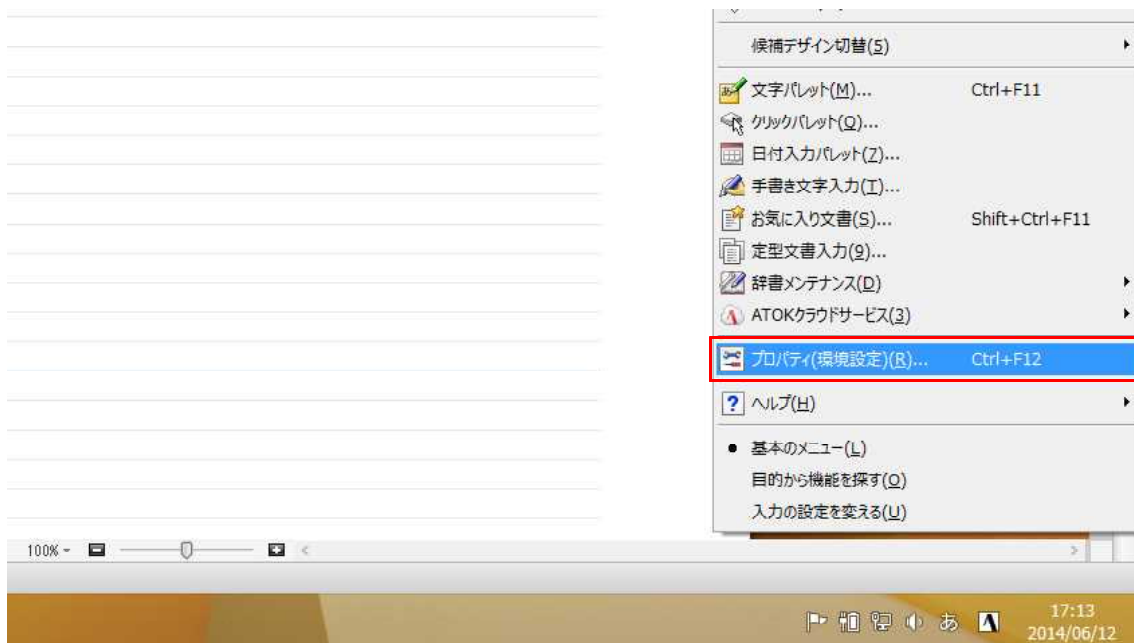 候補デザイン切替(5)
文字パレット(M)... Ctrl+F11
クリックパレット(Q)...
日付入力パレット(7)...
手書き文字入力(T)...
お気に入り文書(S)... Shift+Ctrl+F11
定型文書入力(9)...
辞書メンテナンス(D)
ATOKクラウドサービス(3)
プロパティ(環境設定)(R)... Ctrl+F12
ヘルプ(H)
基本のメニュー(L)
目的から機能を探す(O)
入力の設定を変える(U)
100%
あ A 17:13
2014/06/12